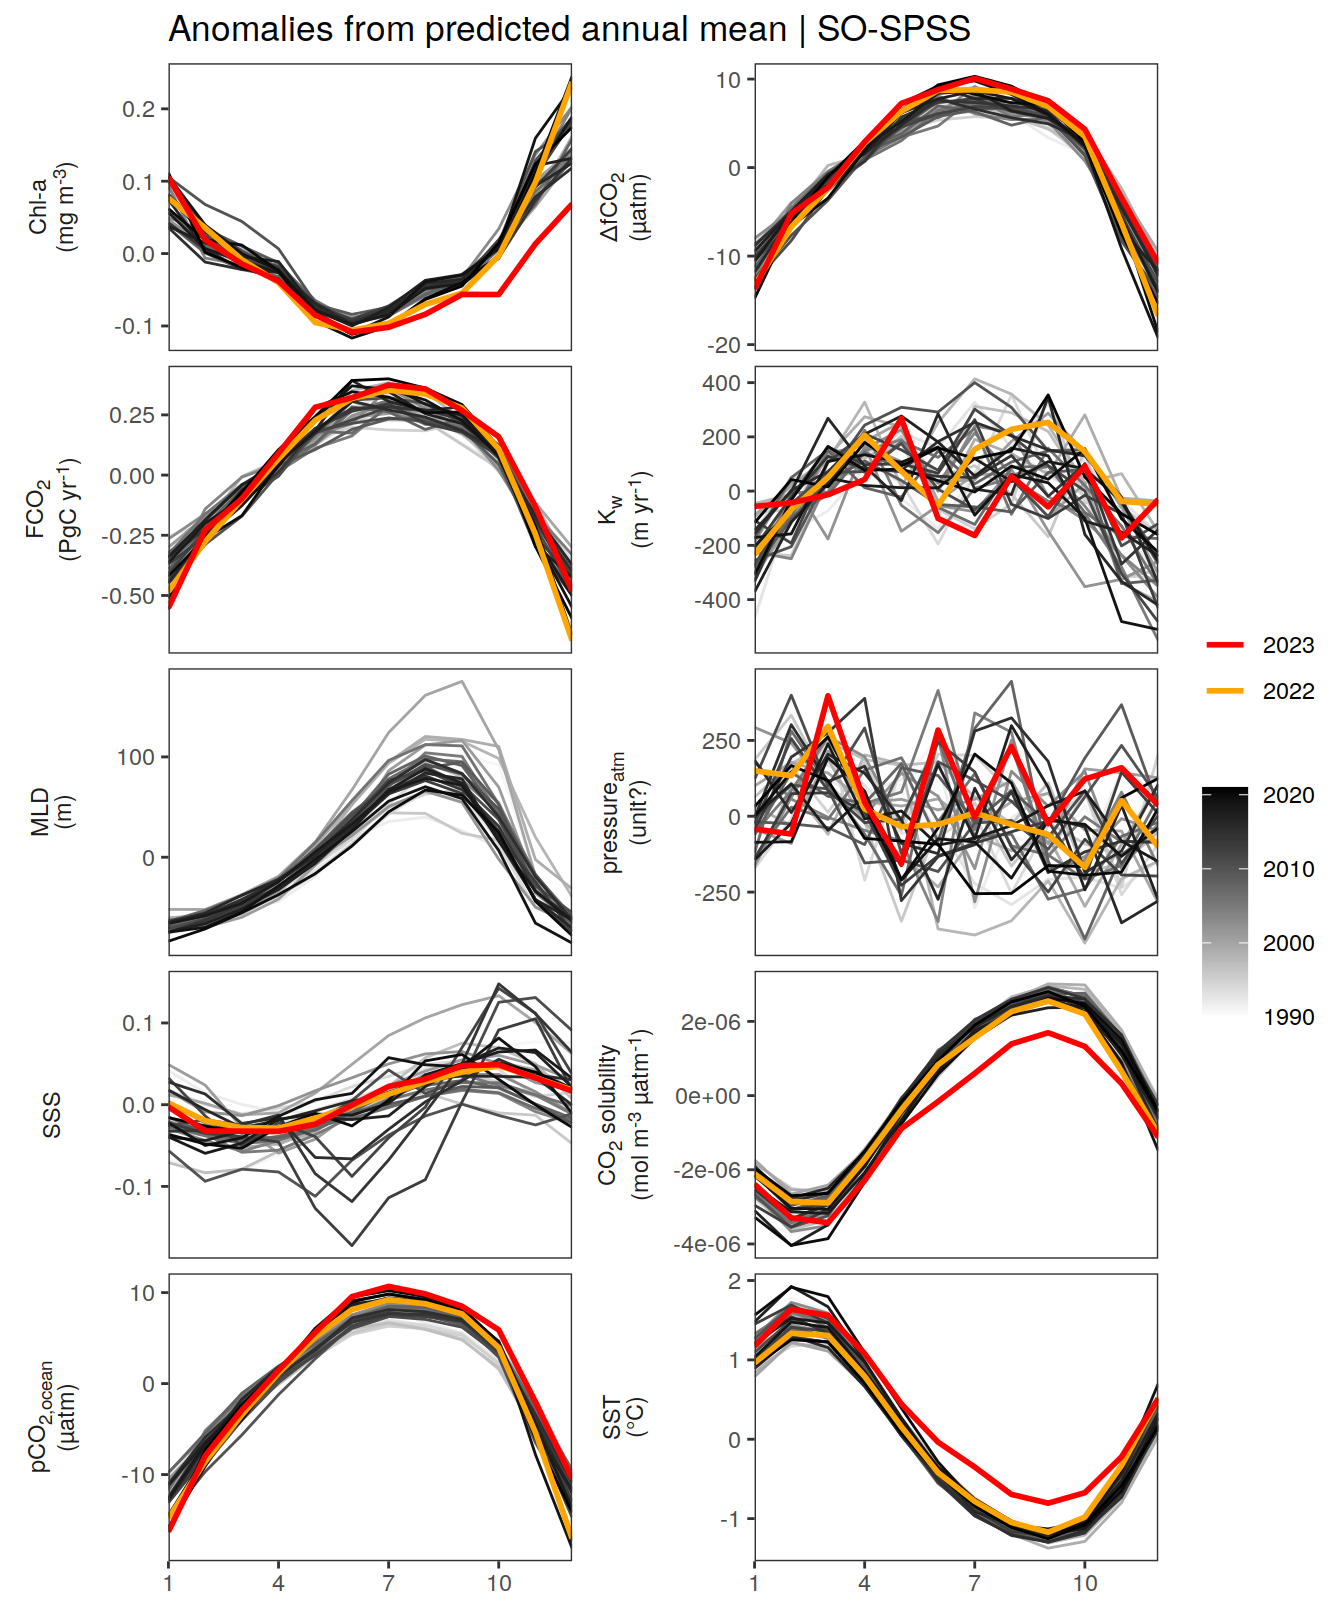 Anomalies from predicted annual mean | SO-SPSS
Chl-a
(mg m⁻³)
0.2
0.1
0.0
-0.1
ΔfCO₂
(µatm)
10
0
-10
-20
FCO₂
(PgC yr⁻¹)
0.25
0.00
-0.25
-0.50
K_w
(m yr⁻¹)
400
200
0
-200
-400
MLD
(m)
100
0
pressure_atm
(unit?)
250
0
-250
SSS
0.1
0.0
-0.1
CO₂ solubility
(mol m⁻³ µatm⁻¹)
2e-06
0e+00
-2e-06
-4e-06
pCO₂,ocean
(µatm)
10
0
-10
1
4
7
10
SST
(°C)
2
1
0
-1
1
4
7
10
2023
2022
2020
2010
2000
1990